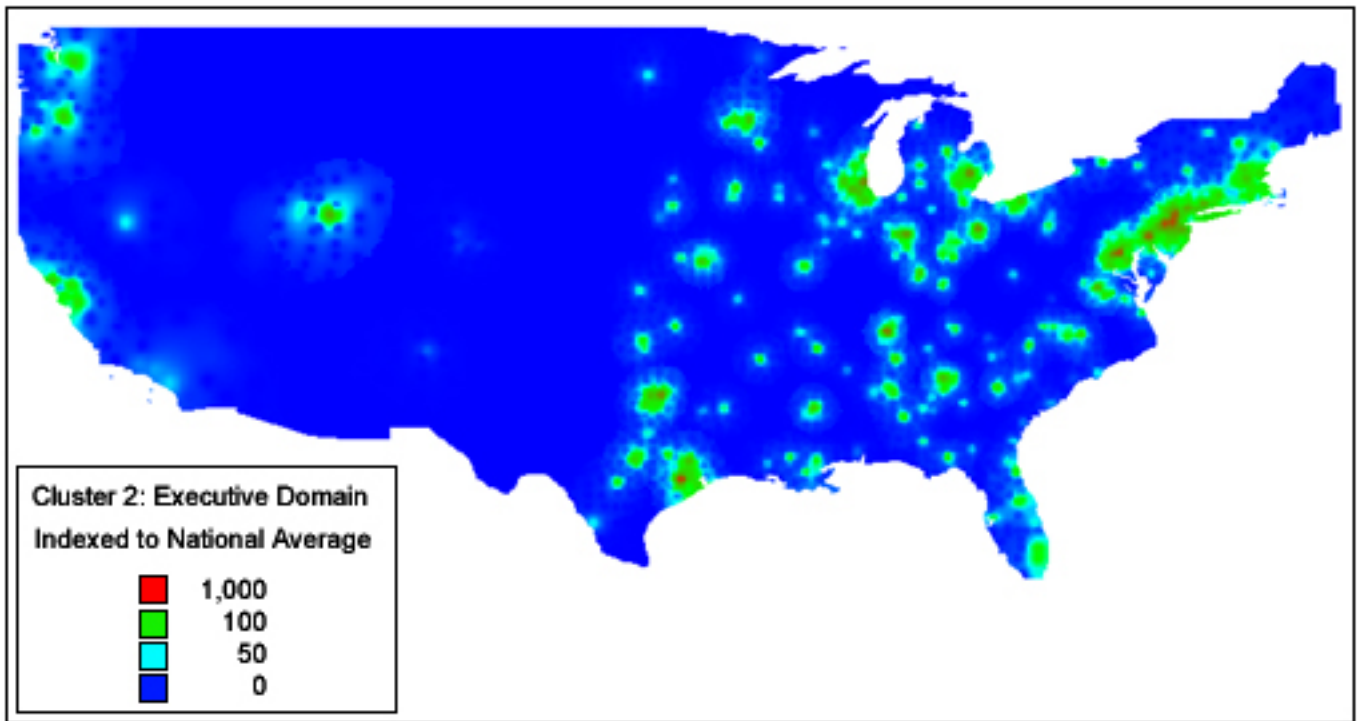 Cluster 2: Executive Domain
Indexed to National Average
1,000
100
50
0